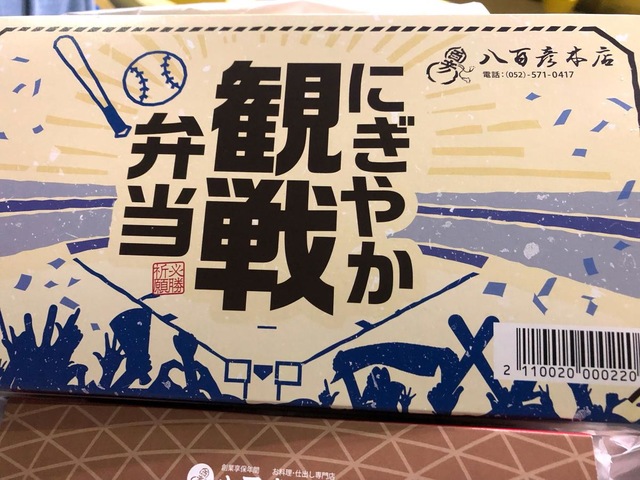 八百彦本店
電話:(052)-571-0417
にぎやか
観戦
弁当
必勝
祈願
2 110020 000220
創業享保年間 お料理・仕出し専門店